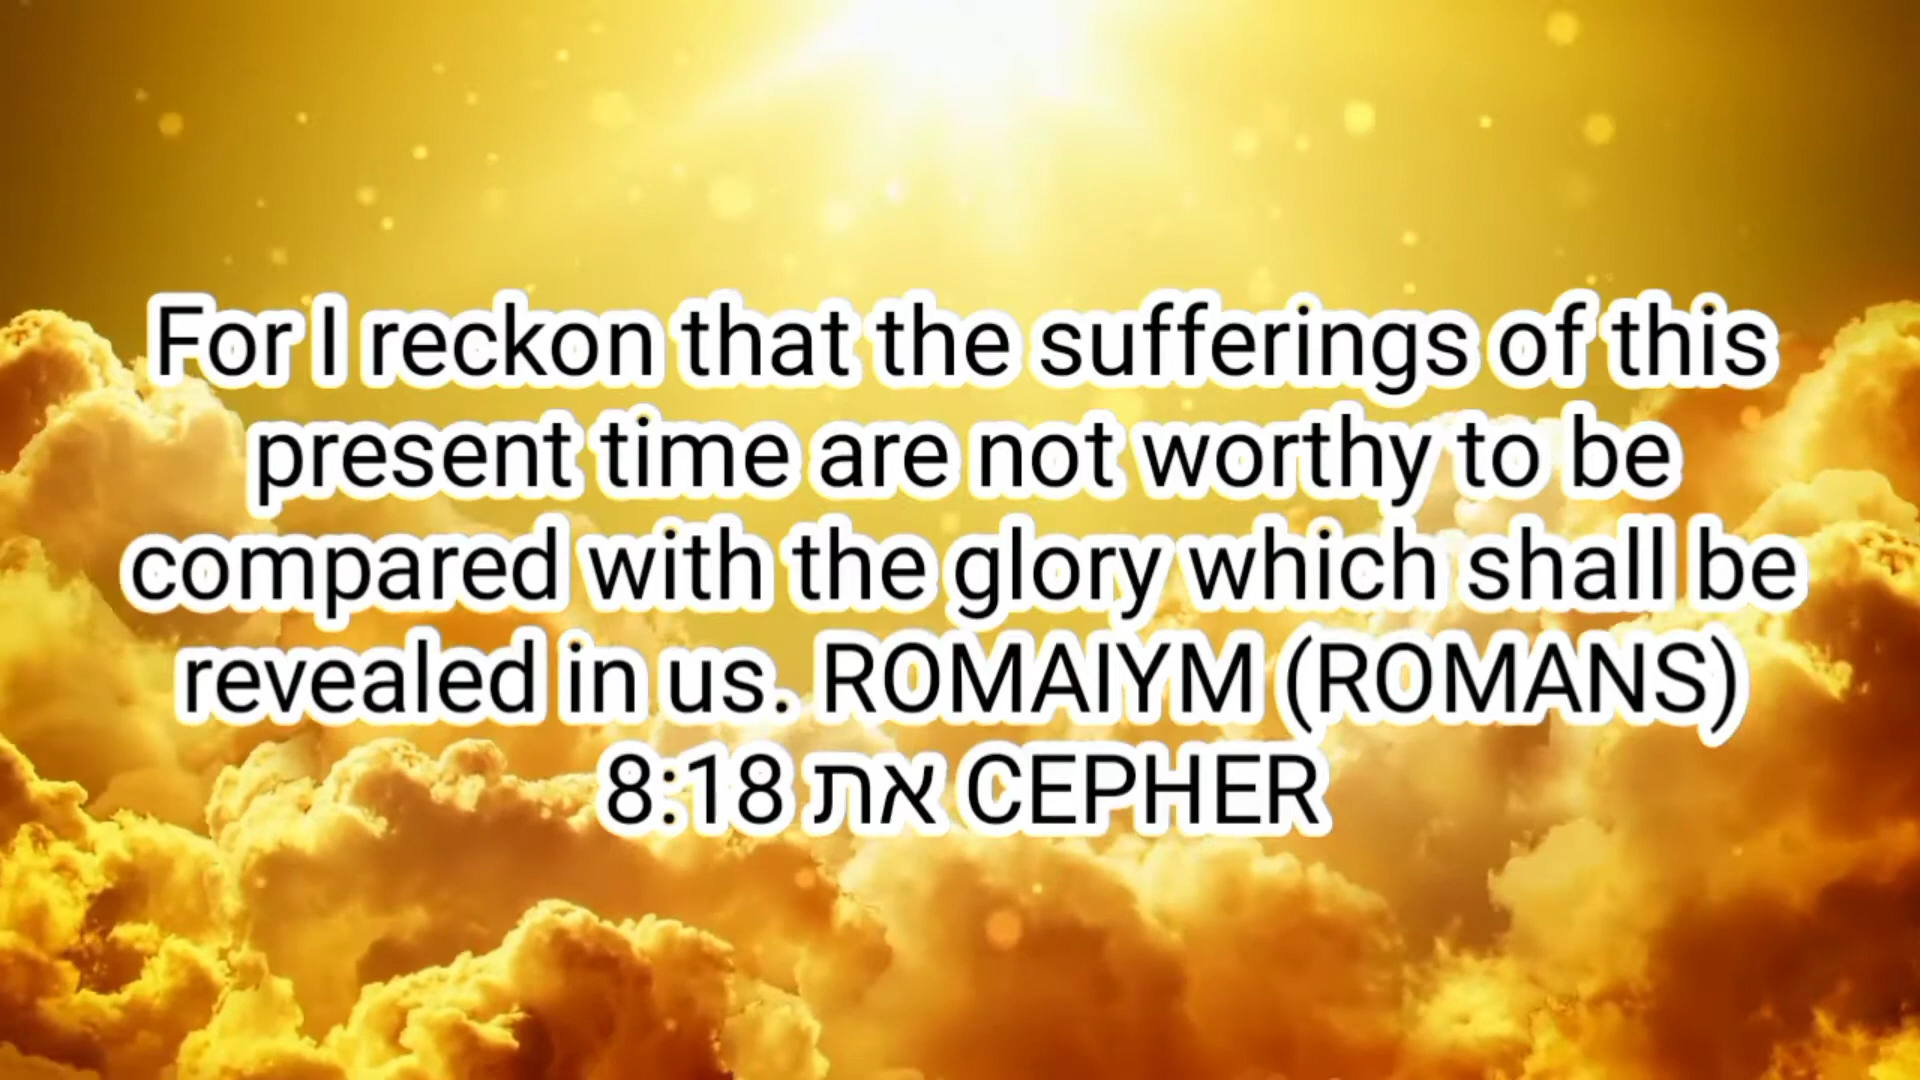 For I reckon that the sufferings of this
present time are not worthy to be
compared with the glory which shall be
revealed in us. ROMAIYM (ROMANS)
8:18 את CEPHER